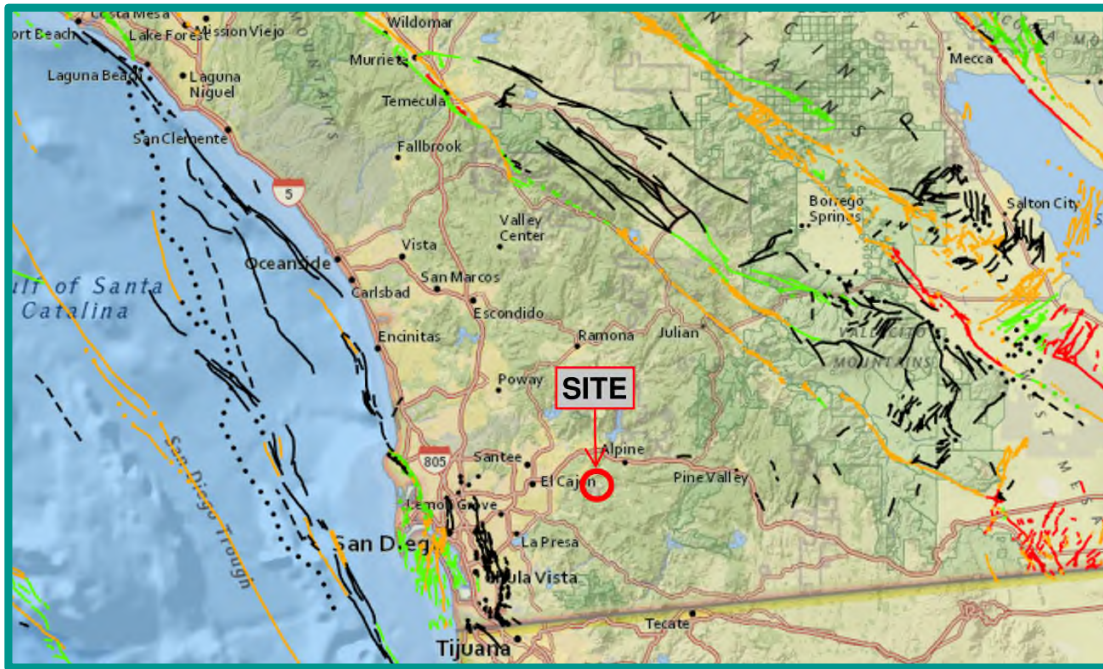 Costa Mesa
Wildomar
Lake Forest
Mission Viejo
ort Beach
Murrieta
Mecca
Laguna Beach
Laguna
Niguel
Temecula
San Clemente
Fallbrook
5
Borrego
Springs
Salton City
Valley
Center
Vista
Oceanside
San Marcos
ulf of Santa
Catalina
Carlsbad
Escondido
Julian
Encinitas
Ramona
VALLECITO
MOUNTAINS
Poway
SITE
San Diego Trough
805
Santee
Alpine
El Cajon
Pine Valley
Lemon Grove
San Diego
La Presa
Chula Vista
Tecate
Tijuana